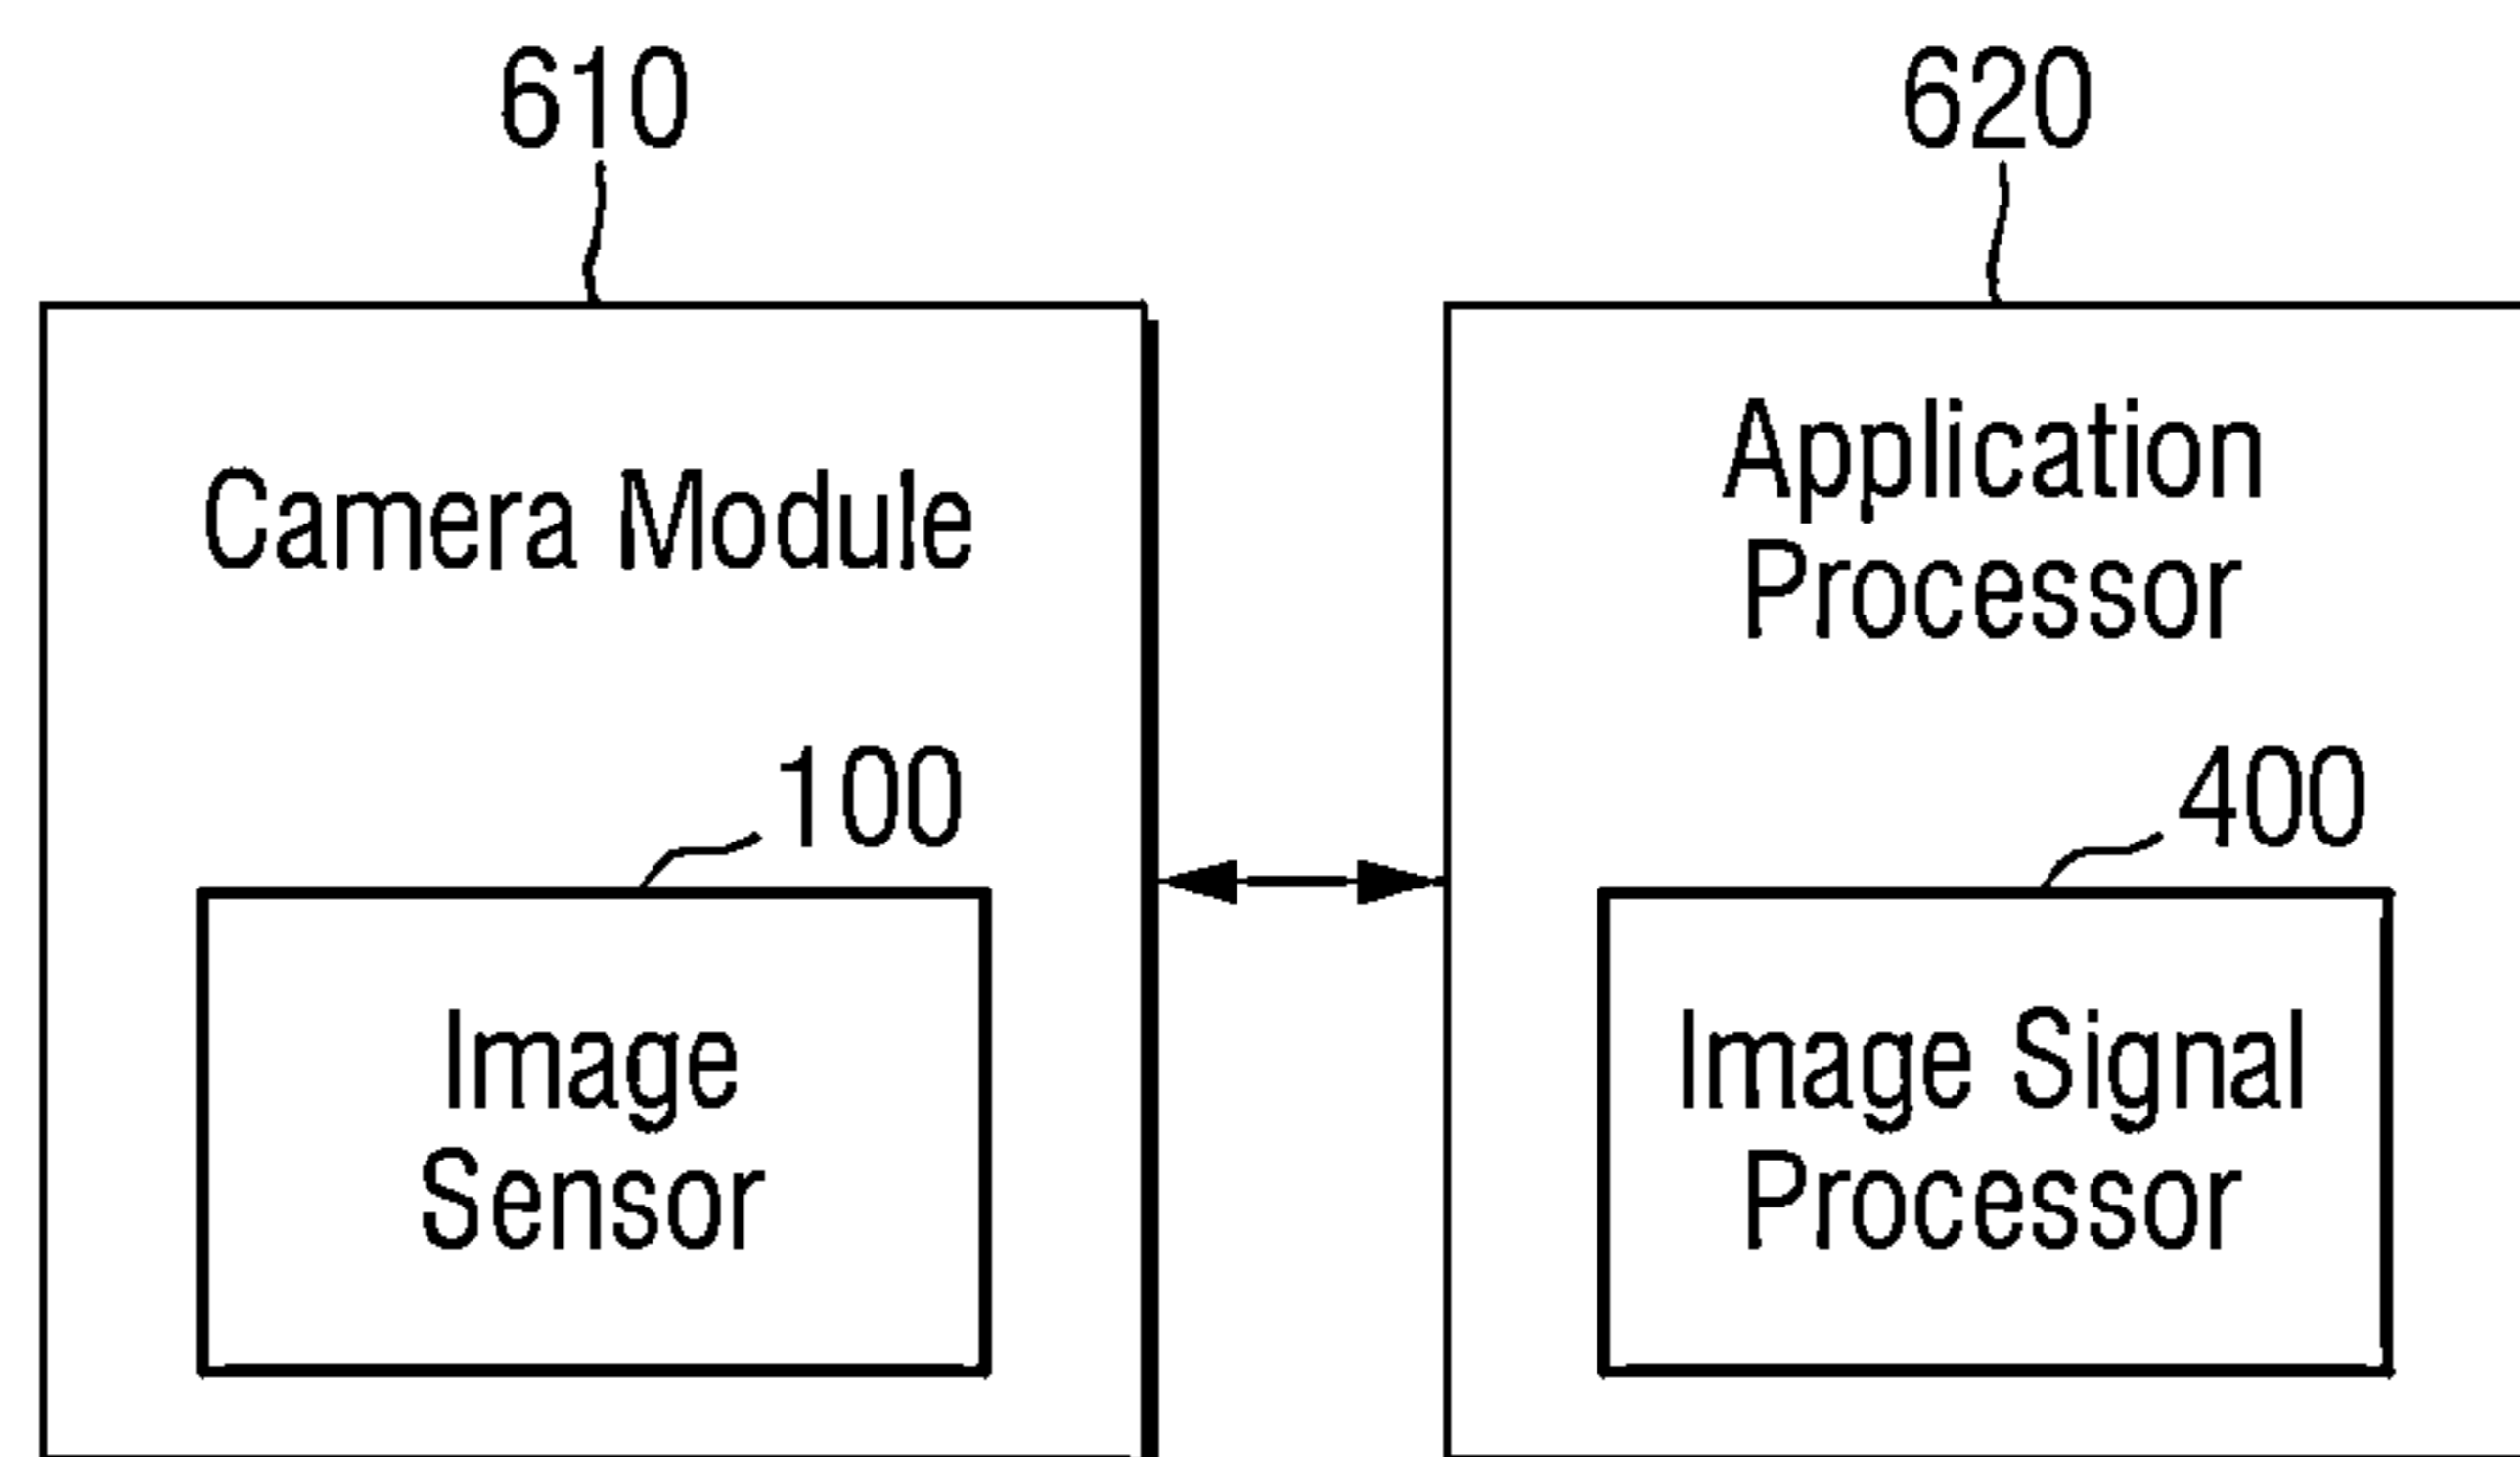 610
620
Camera Module
Application
Processor
100
400
Image
Sensor
Image Signal
Processor